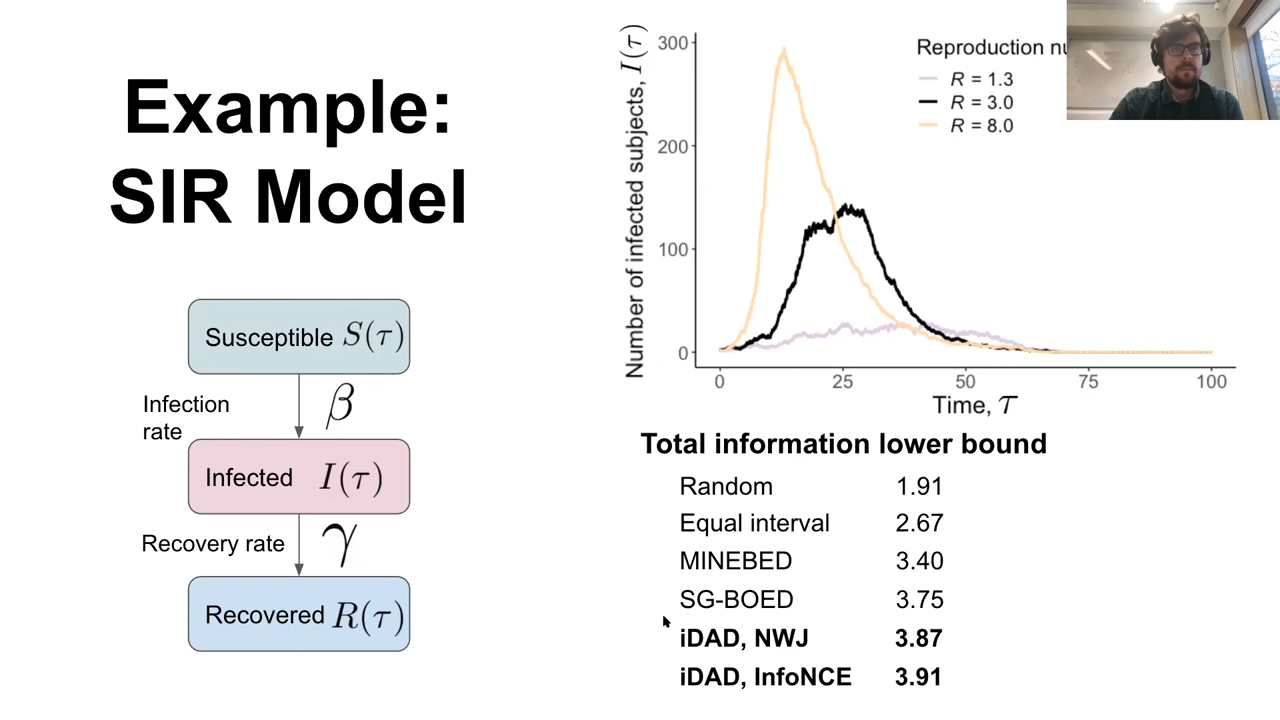 Example:
SIR Model
Susceptible S(τ)
Infection
rate
β
Infected I(τ)
Recovery rate
γ
Recovered R(τ)
Number of infected subjects, I(τ)
300
200
100
0
0 25 50 75 100
Time, τ
Reproduction nu
R = 1.3
R = 3.0
R = 8.0
Total information lower bound
Random 1.91
Equal interval 2.67
MINEBED 3.40
SG-BOED 3.75
iDAD, NWJ 3.87
iDAD, InfoNCE 3.91